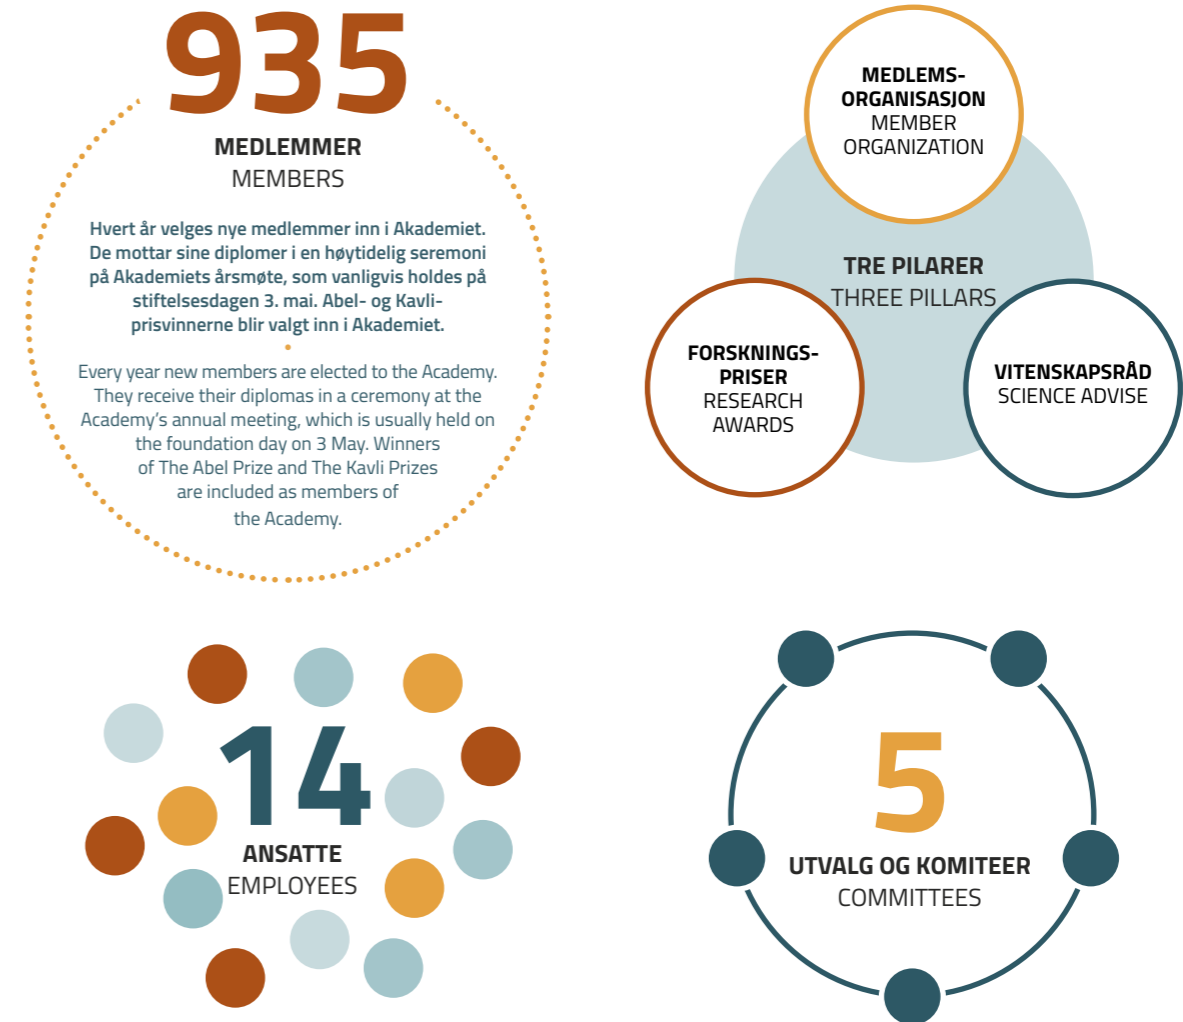 935
MEDLEMMER
MEMBERS
Hvert år velges nye medlemmer inn i Akademiet.
De mottar sine diplomer i en høytidelig seremoni
på Akademiets årsmøte, som vanligvis holdes på
stiftelsesdagen 3. mai. Abel- og Kavli-
prisvinnerne blir valgt inn i Akademiet.
Every year new members are elected to the Academy.
They receive their diplomas in a ceremony at the
Academy’s annual meeting, which is usually held on
the foundation day on 3 May. Winners
of The Abel Prize and The Kavli Prizes
are included as members of
the Academy.
MEDLEMS-
ORGANISASJON
MEMBER
ORGANIZATION
TRE PILARER
THREE PILLARS
FORSKNINGS-
PRISER
RESEARCH
AWARDS
VITENSKAPSRÅD
SCIENCE ADVISE
14
ANSATTE
EMPLOYEES
5
UTVALG OG KOMITEER
COMMITTEES